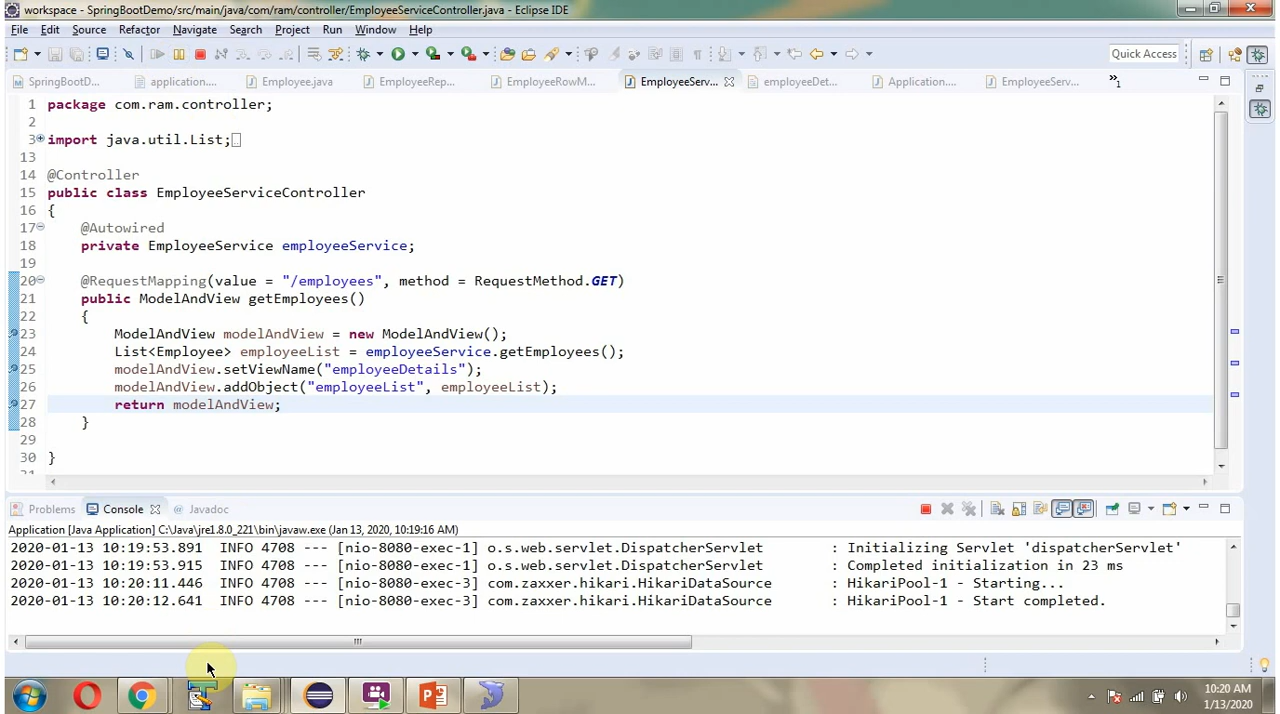 workspace - SpringBootDemo/src/main/java/com/ram/controller/EmployeeServiceController.java - Eclipse IDE
File Edit Source Refactor Navigate Search Project Run Window Help
Quick Access
SpringBootD... application.... Employee.java EmployeeRep... EmployeeRowM... EmployeeServ... employeeDet... Application.... EmployeeServ... »1
1 package com.ram.controller;
2
3 import java.util.List;
13
14 @Controller
15 public class EmployeeServiceController
16 {
17 @Autowired
18 private EmployeeService employeeService;
19
20 @RequestMapping(value = "/employees", method = RequestMethod.GET)
21 public ModelAndView getEmployees()
22 {
23 ModelAndView modelAndView = new ModelAndView();
24 List<Employee> employeeList = employeeService.getEmployees();
25 modelAndView.setViewName("employeeDetails");
26 modelAndView.addObject("employeeList", employeeList);
27 return modelAndView;
28 }
29
30 }
31
Problems Console @ Javadoc
Application [Java Application] C:\Java\jre1.8.0_221\bin\javaw.exe (Jan 13, 2020, 10:19:16 AM)
2020-01-13 10:19:53.891 INFO 4708 --- [nio-8080-exec-1] o.s.web.servlet.DispatcherServlet : Initializing Servlet 'dispatcherServlet'
2020-01-13 10:19:53.915 INFO 4708 --- [nio-8080-exec-1] o.s.web.servlet.DispatcherServlet : Completed initialization in 23 ms
2020-01-13 10:20:11.446 INFO 4708 --- [nio-8080-exec-3] com.zaxxer.hikari.HikariDataSource : HikariPool-1 - Starting...
2020-01-13 10:20:12.641 INFO 4708 --- [nio-8080-exec-3] com.zaxxer.hikari.HikariDataSource : HikariPool-1 - Start completed.
10:20 AM
1/13/2020